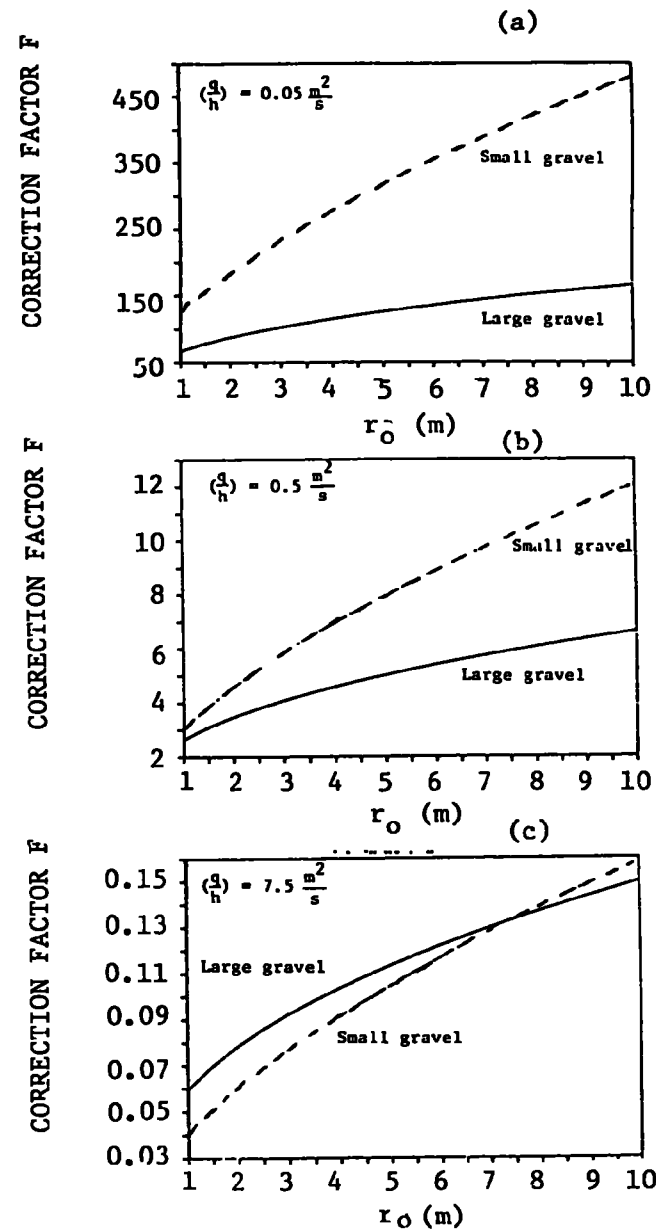 (a)
CORRECTION FACTOR F
450
350
250
150
50
(q/h) = 0.05 m²/s
Small gravel
Large gravel
1 2 3 4 5 6 7 8 9 10
r₀ (m)
(b)
CORRECTION FACTOR F
12
10
8
6
4
2
(q/h) = 0.5 m²/s
Small gravel
Large gravel
1 2 3 4 5 6 7 8 9 10
r₀ (m)
(c)
CORRECTION FACTOR F
0.15
0.13
0.11
0.09
0.07
0.05
0.03
(q/h) = 7.5 m²/s
Large gravel
Small gravel
1 2 3 4 5 6 7 8 9 10
r₀ (m)